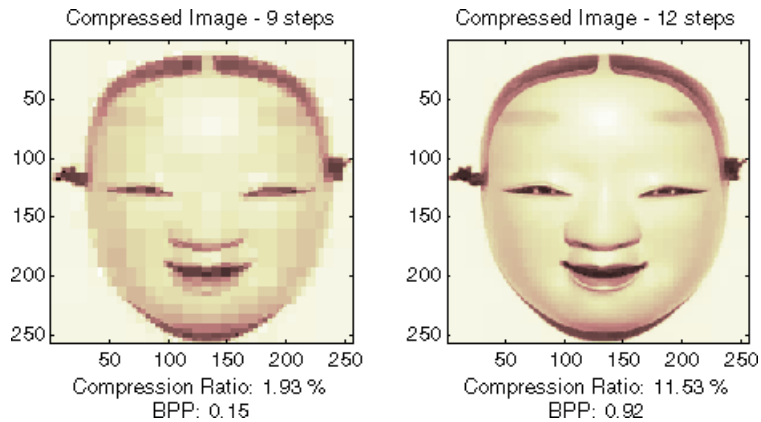 Compressed Image - 9 steps
50
100
150
200
250
50 100 150 200 250
Compression Ratio: 1.93 %
BPP: 0.15
Compressed Image - 12 steps
50
100
150
200
250
50 100 150 200 250
Compression Ratio: 11.53 %
BPP: 0.92